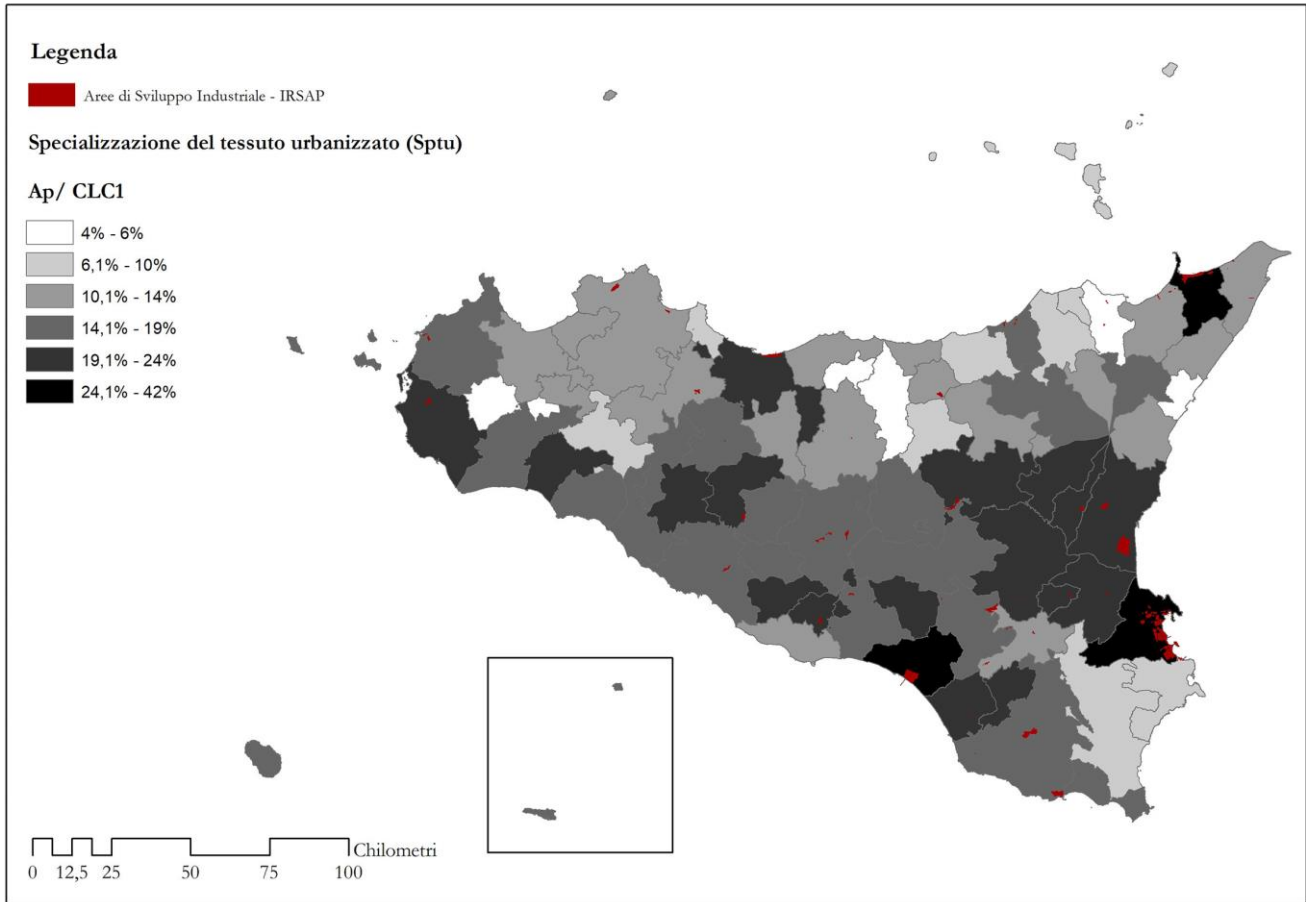 Legenda
Aree di Sviluppo Industriale - IRSAP
Specializzazione del tessuto urbanizzato (Sptu)
Ap/ CLC1
4% - 6%
6,1% - 10%
10,1% - 14%
14,1% - 19%
19,1% - 24%
24,1% - 42%
Chilometri
0 12,5 25 50 75 100